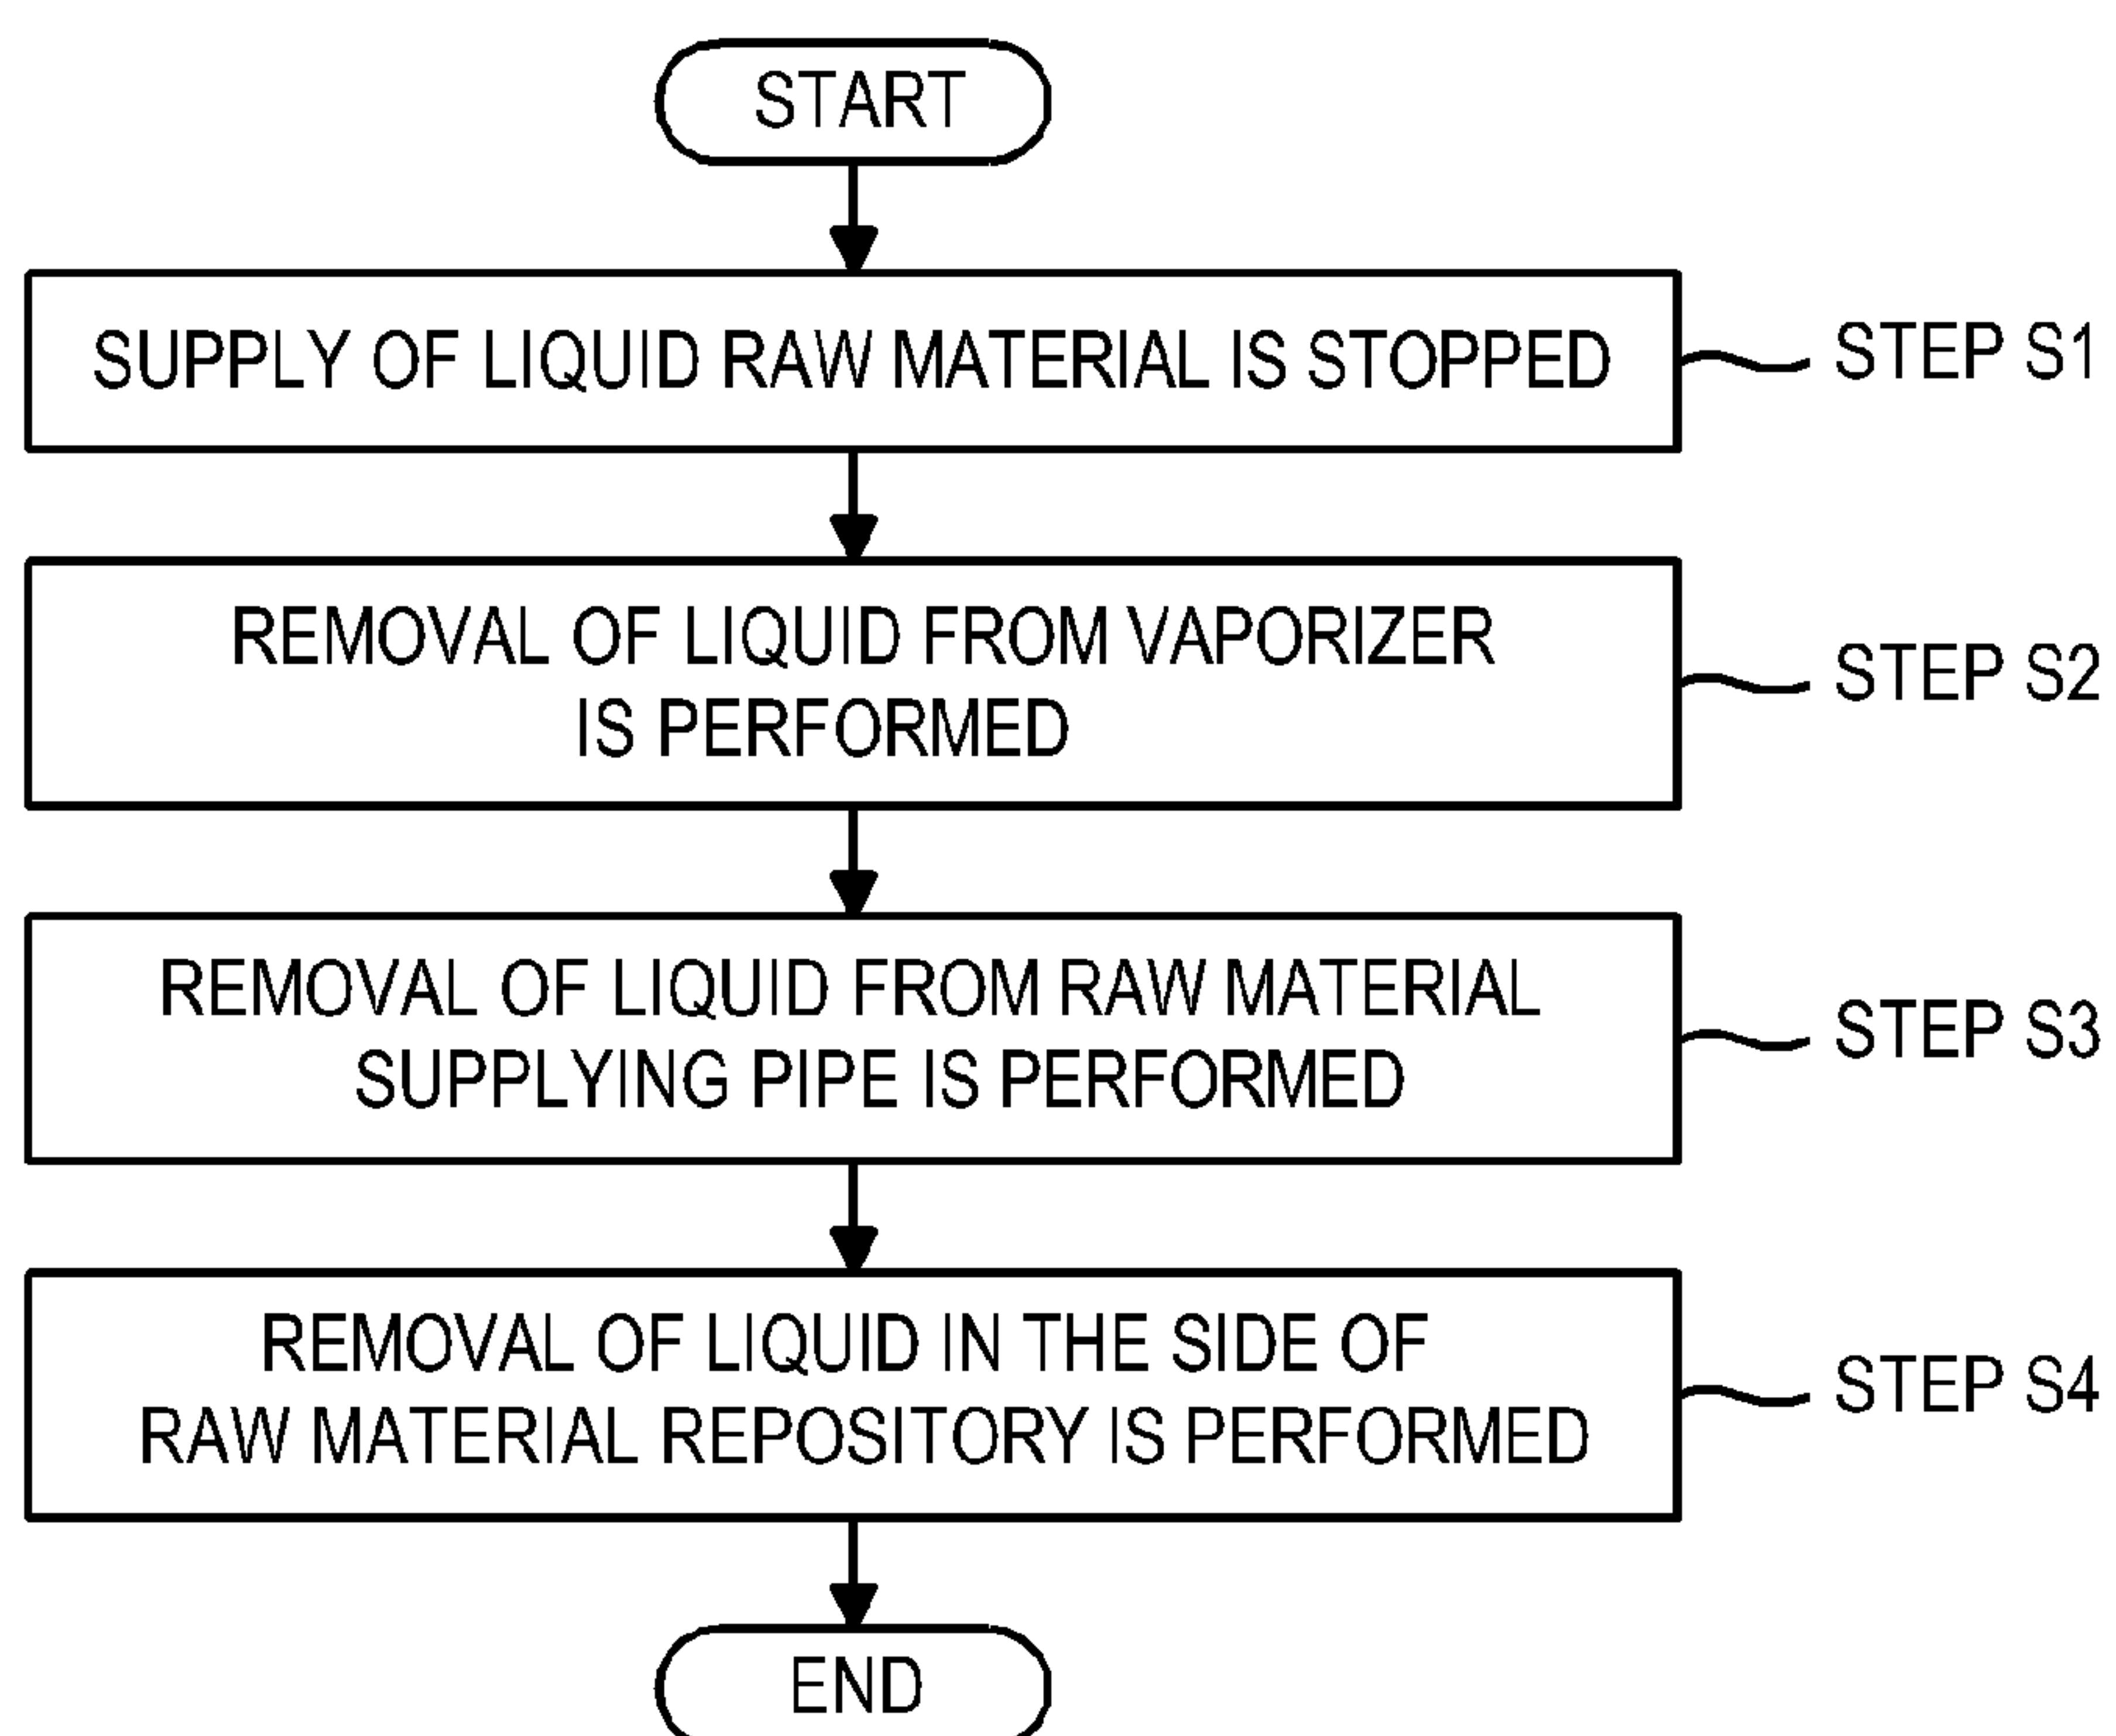 START
SUPPLY OF LIQUID RAW MATERIAL IS STOPPED
STEP S1
REMOVAL OF LIQUID FROM VAPORIZER
IS PERFORMED
STEP S2
REMOVAL OF LIQUID FROM RAW MATERIAL
SUPPLYING PIPE IS PERFORMED
STEP S3
REMOVAL OF LIQUID IN THE SIDE OF
RAW MATERIAL REPOSITORY IS PERFORMED
STEP S4
END